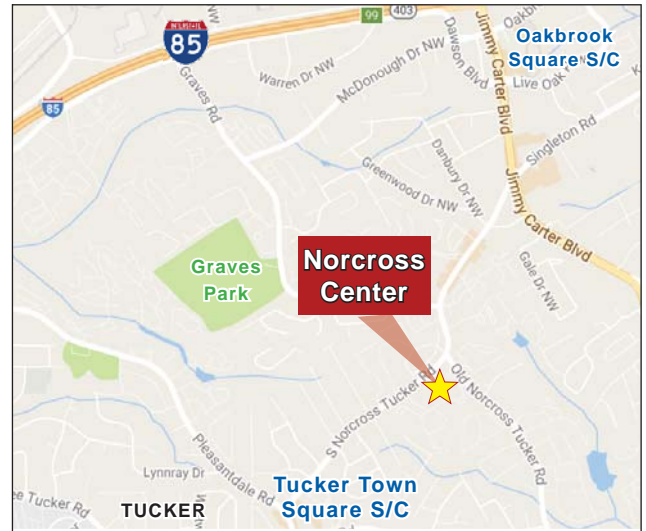 INTERSTATE
85
99
403
Oakbrook
Square S/C
Oakbr
Dawson Blvd
Jimmy Carter Blvd
Warren Dr NW
McDonough Dr NW
Live Oak
Graves Rd
85
Singleton Rd
Danbury Dr NW
Greenwood Dr NW
Jimmy Carter Blvd
Graves
Park
Norcross
Center
Gale Dr NW
S Norcross Tucker Rd
Old Norcross Tucker Rd
Pleasantdale Rd
Lynnray Dr
Tucker Town
Square S/C
ee Tucker Rd
TUCKER